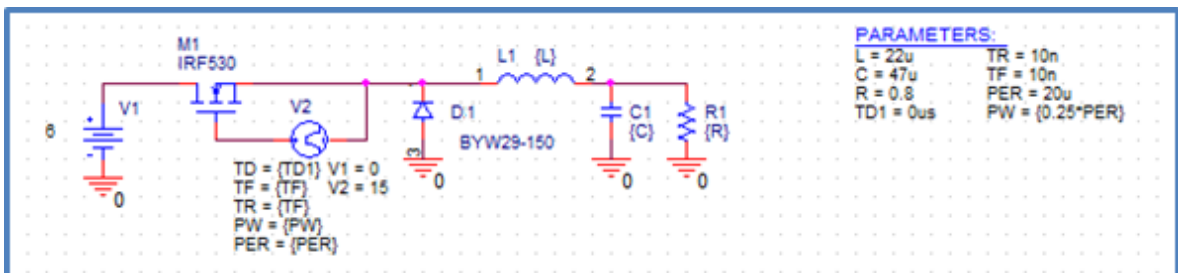 M1
IRF530
V1
6
0
V2
TD = {TD1} V1 = 0
TF = {TF} V2 = 15
TR = {TF}
PW = {PW}
PER = {PER}
D1
BYW29-150
3
0
L1 {L}
1 2
C1
{C}
0
R1
{R}
0
PARAMETERS:
L = 22u TR = 10n
C = 47u TF = 10n
R = 0.8 PER = 20u
TD1 = 0us PW = {0.25*PER}